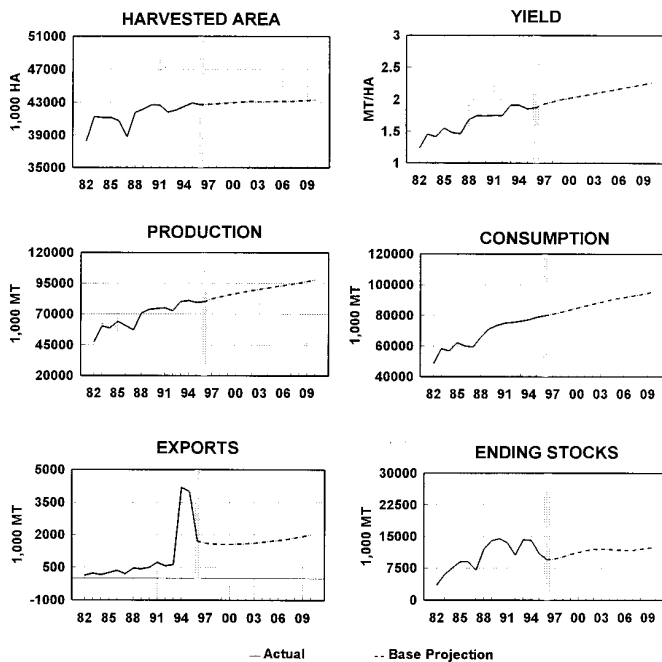 HARVESTED AREA
1,000 HA
51000
47000
43000
39000
35000
82 85 88 91 94 97 00 03 06 09
YIELD
MT/HA
3
2.5
2
1.5
1
82 85 88 91 94 97 00 03 06 09
PRODUCTION
1,000 MT
120000
95000
70000
45000
20000
82 85 88 91 94 97 00 03 06 09
CONSUMPTION
1,000 MT
120000
100000
80000
60000
40000
82 85 88 91 94 97 00 03 06 09
EXPORTS
1,000 MT
5000
3500
2000
500
-1000
82 85 88 91 94 97 00 03 06 09
ENDING STOCKS
1,000 MT
30000
22500
15000
7500
0
82 85 88 91 94 97 00 03 06 09
— Actual
-- Base Projection